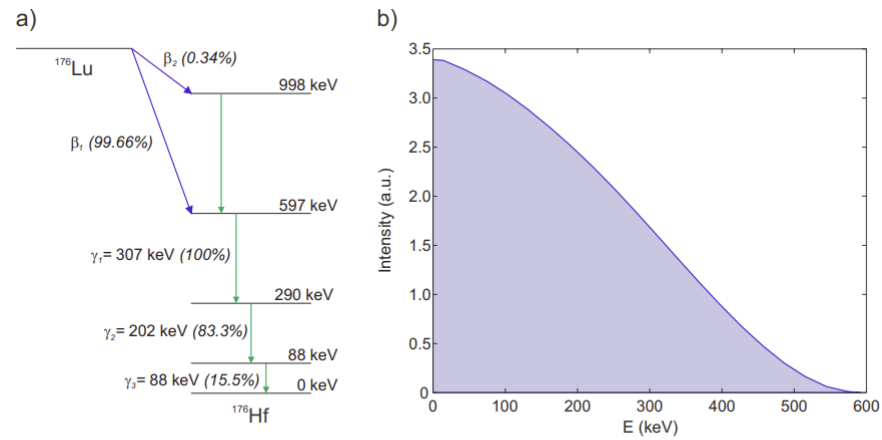 a)
¹⁷⁶Lu
β₂ (0.34%)
998 keV
β₁ (99.66%)
597 keV
γ₁= 307 keV (100%)
290 keV
γ₂= 202 keV (83.3%)
88 keV
γ₃= 88 keV (15.5%)
0 keV
¹⁷⁶Hf
b)
3.5
3.0
2.5
2.0
1.5
1.0
0.5
0
Intensity (a.u.)
0 100 200 300 400 500 600
E (keV)